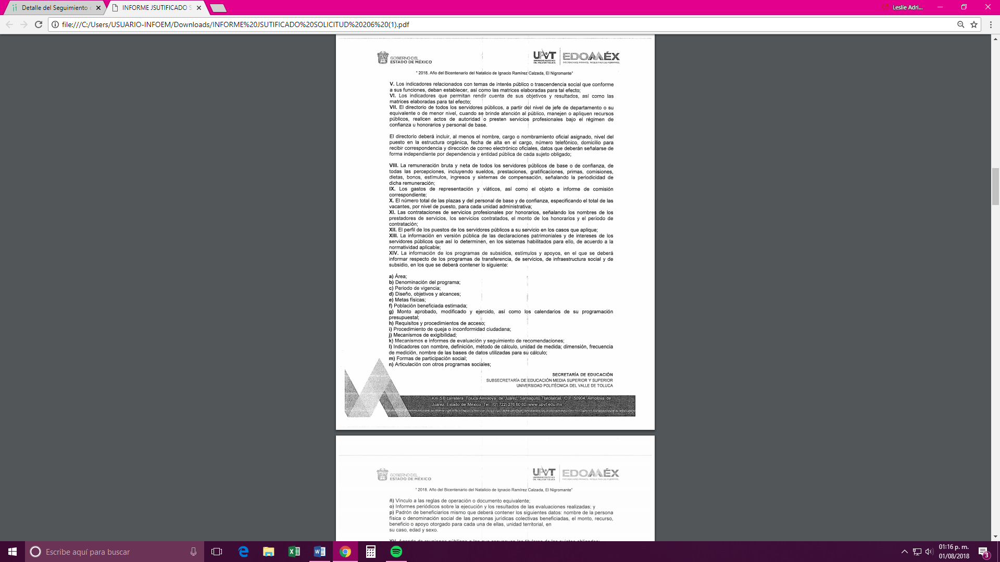 Detalle del Seguimiento
INFORME JSUTIFICADO S
Leslie Adri...
file:///C:/Users/USUARIO-INFOEM/Downloads/INFORME%20JSUTIFICADO%20SOLICITUD%20206%20(1).pdf
GOBIERNO DEL
ESTADO DE MÉXICO
UPVT
UNIVERSIDAD POLITÉCNICA
DEL VALLE DE TOLUCA
EDOMÉX
DECISIONES FIRMES, RESULTADOS FUERTES.
" 2018. Año del Bicentenario del Natalicio de Ignacio Ramírez Calzada, El Nigromante"
V. Los indicadores relacionados con temas de interés público o trascendencia social que conforme
a sus funciones, deban establecer, así como las matrices elaboradas para tal efecto;
VI. Los indicadores que permitan rendir cuenta de sus objetivos y resultados, así como las
matrices elaboradas para tal efecto;
VII. El directorio de todos los servidores públicos, a partir del nivel de jefe de departamento o su
equivalente o de menor nivel, cuando se brinde atención al público, manejen o apliquen recursos
públicos, realicen actos de autoridad o presten servicios profesionales bajo el régimen de
confianza u honorarios y personal de base.
El directorio deberá incluir, al menos el nombre, cargo o nombramiento oficial asignado, nivel del
puesto en la estructura orgánica, fecha de alta en el cargo, número telefónico, domicilio para
recibir correspondencia y dirección de correo electrónico oficiales, datos que deberán señalarse de
forma independiente por dependencia y entidad pública de cada sujeto obligado;
VIII. La remuneración bruta y neta de todos los servidores públicos de base o de confianza, de
todas las percepciones, incluyendo sueldos, prestaciones, gratificaciones, primas, comisiones,
dietas, bonos, estímulos, ingresos y sistemas de compensación, señalando la periodicidad de
dicha remuneración;
IX. Los gastos de representación y viáticos, así como el objeto e informe de comisión
correspondiente;
X. El número total de las plazas y del personal de base y de confianza, especificando el total de las
vacantes, por nivel de puesto, para cada unidad administrativa;
XI. Las contrataciones de servicios profesionales por honorarios, señalando los nombres de los
prestadores de servicios, los servicios contratados, el monto de los honorarios y el periodo de
contratación;
XII. El perfil de los puestos de los servidores públicos a su servicio en los casos que aplique;
XIII. La información en versión pública de las declaraciones patrimoniales y de intereses de los
servidores públicos que así lo determinen, en los sistemas habilitados para ello, de acuerdo a la
normatividad aplicable;
XIV. La información de los programas de subsidios, estímulos y apoyos, en el que se deberá
informar respecto de los programas de transferencia, de servicios, de infraestructura social y de
subsidio, en los que se deberá contener lo siguiente:
a) Área;
b) Denominación del programa;
c) Periodo de vigencia;
d) Diseño, objetivos y alcances;
e) Metas físicas;
f) Población beneficiada estimada;
g) Monto aprobado, modificado y ejercido, así como los calendarios de su programación
presupuestal;
h) Requisitos y procedimientos de acceso;
i) Procedimiento de queja o inconformidad ciudadana;
j) Mecanismos de exigibilidad;
k) Mecanismos e informes de evaluación y seguimiento de recomendaciones;
l) Indicadores con nombre, definición, método de cálculo, unidad de medida; dimensión, frecuencia
de medición, nombre de las bases de datos utilizadas para su cálculo;
m) Formas de participación social;
n) Articulación con otros programas sociales;
SECRETARÍA DE EDUCACIÓN
SUBSECRETARÍA DE EDUCACIÓN MEDIA SUPERIOR Y SUPERIOR
UNIVERSIDAD POLITÉCNICA DEL VALLE DE TOLUCA
Km 5.6 carretera Toluca-Almoloya de Juárez, Santiaguito Tlalcilalcali, C.P. 50904, Almoloya de
Juárez, Estado de México. Tel.: (01 722) 276 60 60. www.upvt.edu.mx
GOBIERNO DEL
ESTADO DE MÉXICO
UPVT
UNIVERSIDAD POLITÉCNICA
DEL VALLE DE TOLUCA
EDOMÉX
DECISIONES FIRMES, RESULTADOS FUERTES.
" 2018. Año del Bicentenario del Natalicio de Ignacio Ramírez Calzada, El Nigromante"
ñ) Vínculo a las reglas de operación o documento equivalente;
o) Informes periódicos sobre la ejecución y los resultados de las evaluaciones realizadas; y
p) Padrón de beneficiarios mismo que deberá contener los siguientes datos: nombre de la persona
física o denominación social de las personas jurídicas colectivas beneficiadas, el monto, recurso,
beneficio o apoyo otorgado para cada una de ellas, unidad territorial, en
su caso, edad y sexo.
Escribe aquí para buscar
01:16 p. m.
01/08/2018
3